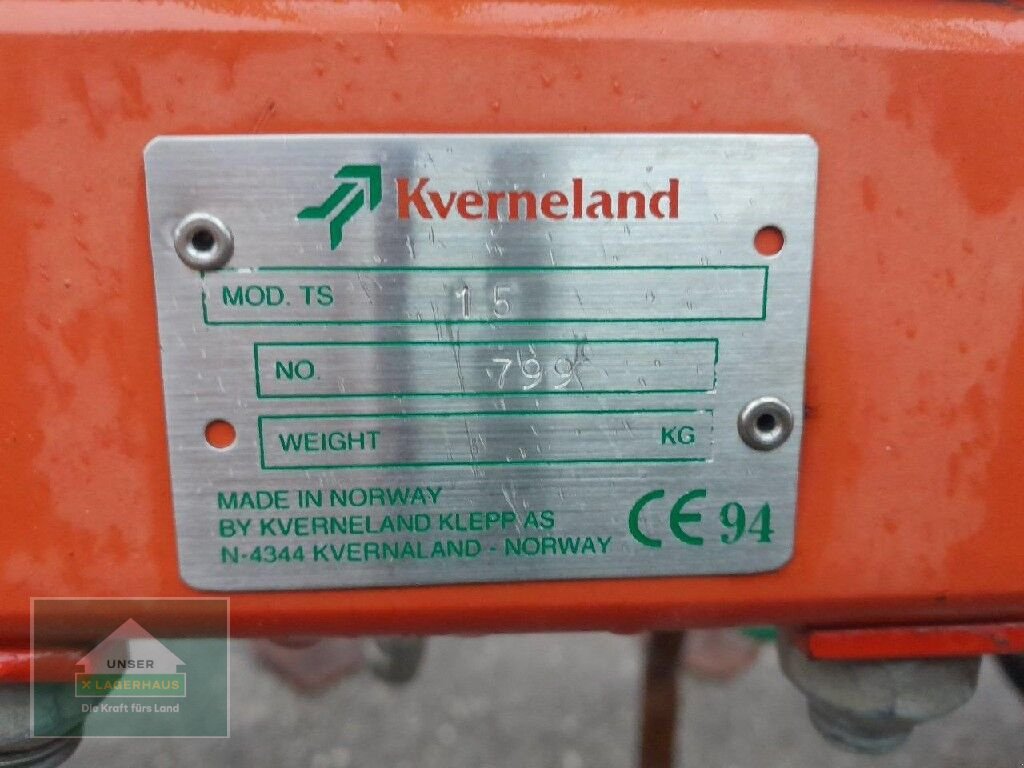 Kverneland
MOD. TS 15
NO. 799
WEIGHT KG
MADE IN NORWAY
BY KVERNELAND KLEPP AS
N-4344 KVERNALAND - NORWAY
CE 94
UNSER
X LAGERHAUS
Die Kraft fürs Land